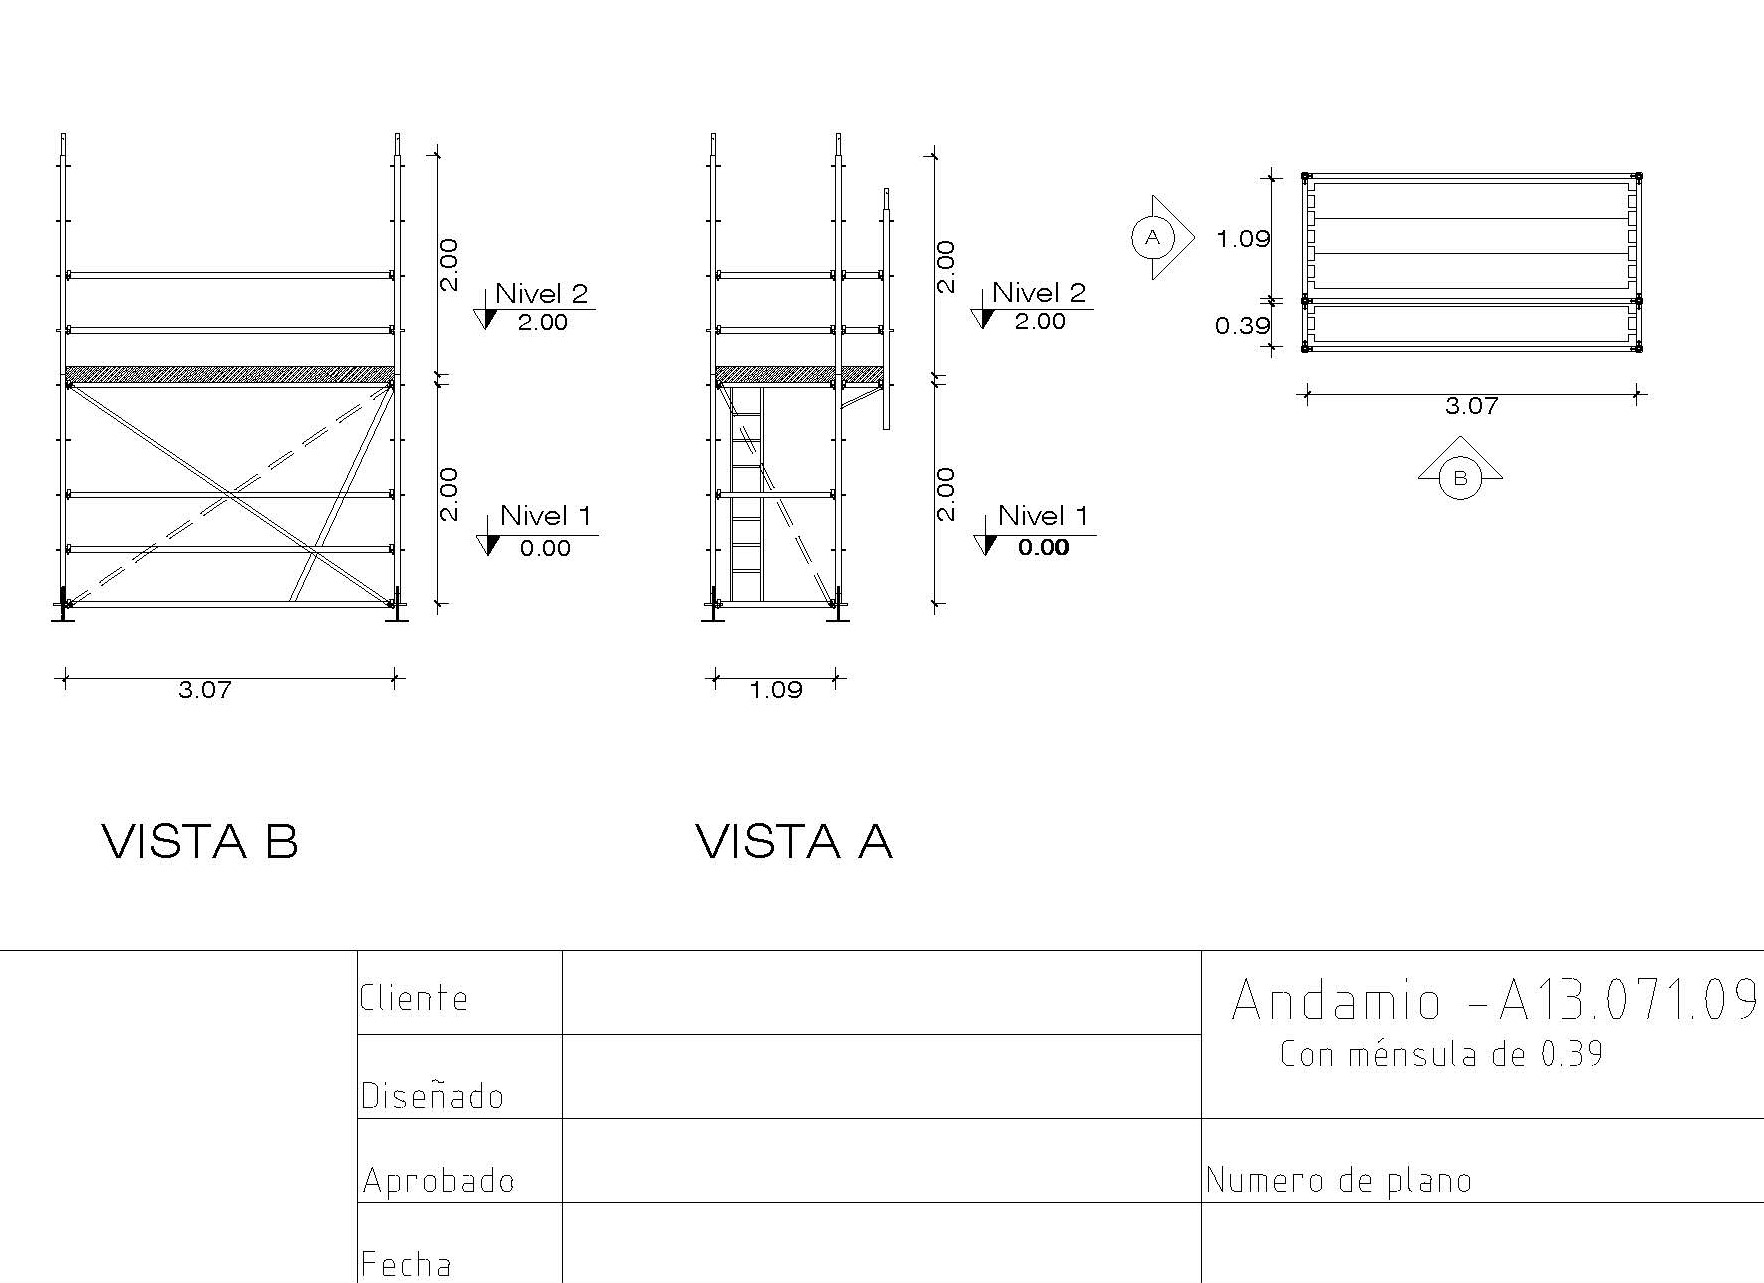 2.00
Nivel 2
2.00
2.00
Nivel 1
0.00
3.07
VISTA B
2.00
Nivel 2
2.00
2.00
Nivel 1
0.00
1.09
VISTA A
A
1.09
0.39
3.07
B
Cliente
Diseñado
Aprobado
Fecha
Andamio -A13.071.09
Con ménsula de 0.39
Numero de plano